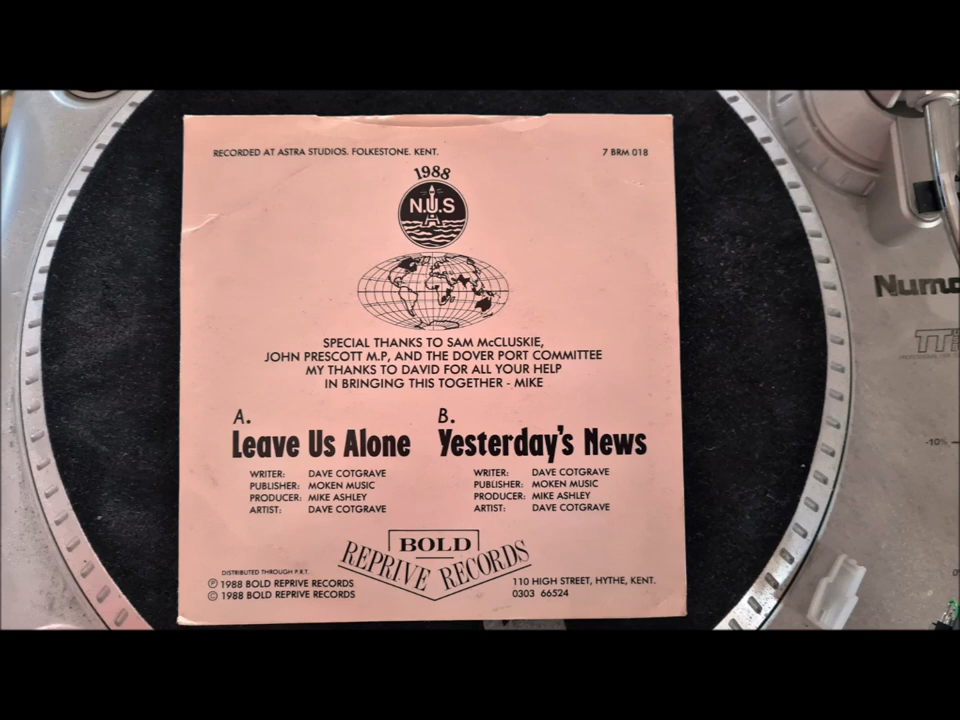 RECORDED AT ASTRA STUDIOS. FOLKESTONE. KENT.
7 BRM 018
1988
N.U.S
SPECIAL THANKS TO SAM McCLUSKIE,
JOHN PRESCOTT M.P, AND THE DOVER PORT COMMITTEE
MY THANKS TO DAVID FOR ALL YOUR HELP
IN BRINGING THIS TOGETHER - MIKE
A.
Leave Us Alone
WRITER: DAVE COTGRAVE
PUBLISHER: MOKEN MUSIC
PRODUCER: MIKE ASHLEY
ARTIST: DAVE COTGRAVE
B.
Yesterday's News
WRITER: DAVE COTGRAVE
PUBLISHER: MOKEN MUSIC
PRODUCER: MIKE ASHLEY
ARTIST: DAVE COTGRAVE
BOLD
REPRIVE RECORDS
DISTRIBUTED THROUGH P.R.T.
℗ 1988 BOLD REPRIVE RECORDS
© 1988 BOLD REPRIVE RECORDS
110 HIGH STREET, HYTHE, KENT.
0303 66524
Numa
TT
-10%